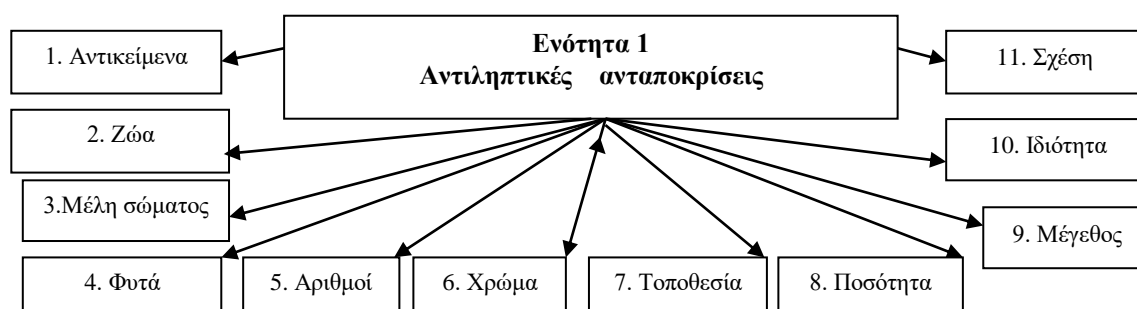 Ενότητα 1
Αντιληπτικές ανταποκρίσεις
1. Αντικείμενα
2. Ζώα
3.Μέλη σώματος
4. Φυτά
5. Αριθμοί
6. Χρώμα
7. Τοποθεσία
8. Ποσότητα
9. Μέγεθος
10. Ιδιότητα
11. Σχέση